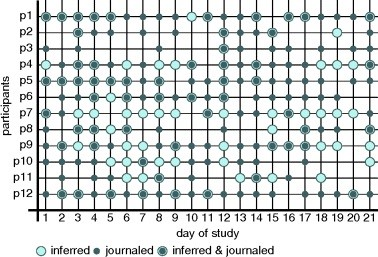 p1
p2
p3
p4
p5
p6
p7
p8
p9
p10
p11
p12
participants
1 2 3 4 5 6 7 8 9 10 11 12 13 14 15 16 17 18 19 20 21
day of study
inferred journaled inferred & journaled